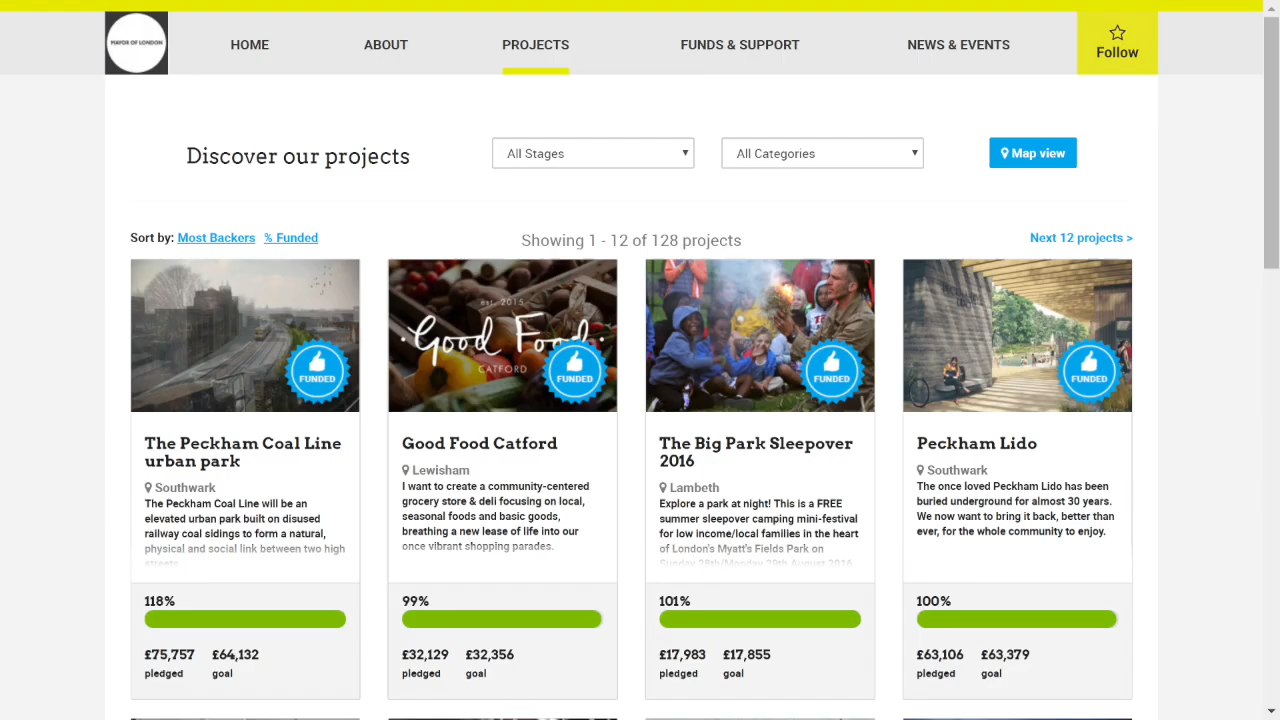 MAYOR OF LONDON
HOME
ABOUT
PROJECTS
FUNDS & SUPPORT
NEWS & EVENTS
Follow
Discover our projects
All Stages
All Categories
Map view
Sort by: Most Backers % Funded
Showing 1 - 12 of 128 projects
Next 12 projects >
FUNDED
The Peckham Coal Line
urban park
Southwark
The Peckham Coal Line will be an
elevated urban park built on disused
railway coal sidings to form a natural,
physical and social link between two high
streets.
118%
£75,757 £64,132
pledged goal
est. 2015
Good Food
CATFORD
FUNDED
Good Food Catford
Lewisham
I want to create a community-centered
grocery store & deli focusing on local,
seasonal foods and basic goods,
breathing a new lease of life into our
once vibrant shopping parades.
99%
£32,129 £32,356
pledged goal
FUNDED
The Big Park Sleepover
2016
Lambeth
Explore a park at night! This is a FREE
summer sleepover camping mini-festival
for low income/local families in the heart
of London's Myatt's Fields Park on
Sunday 28th/Monday 29th August 2016
101%
£17,983 £17,855
pledged goal
FUNDED
Peckham Lido
Southwark
The once loved Peckham Lido has been
buried underground for almost 30 years.
We now want to bring it back, better than
ever, for the whole community to enjoy.
100%
£63,106 £63,379
pledged goal